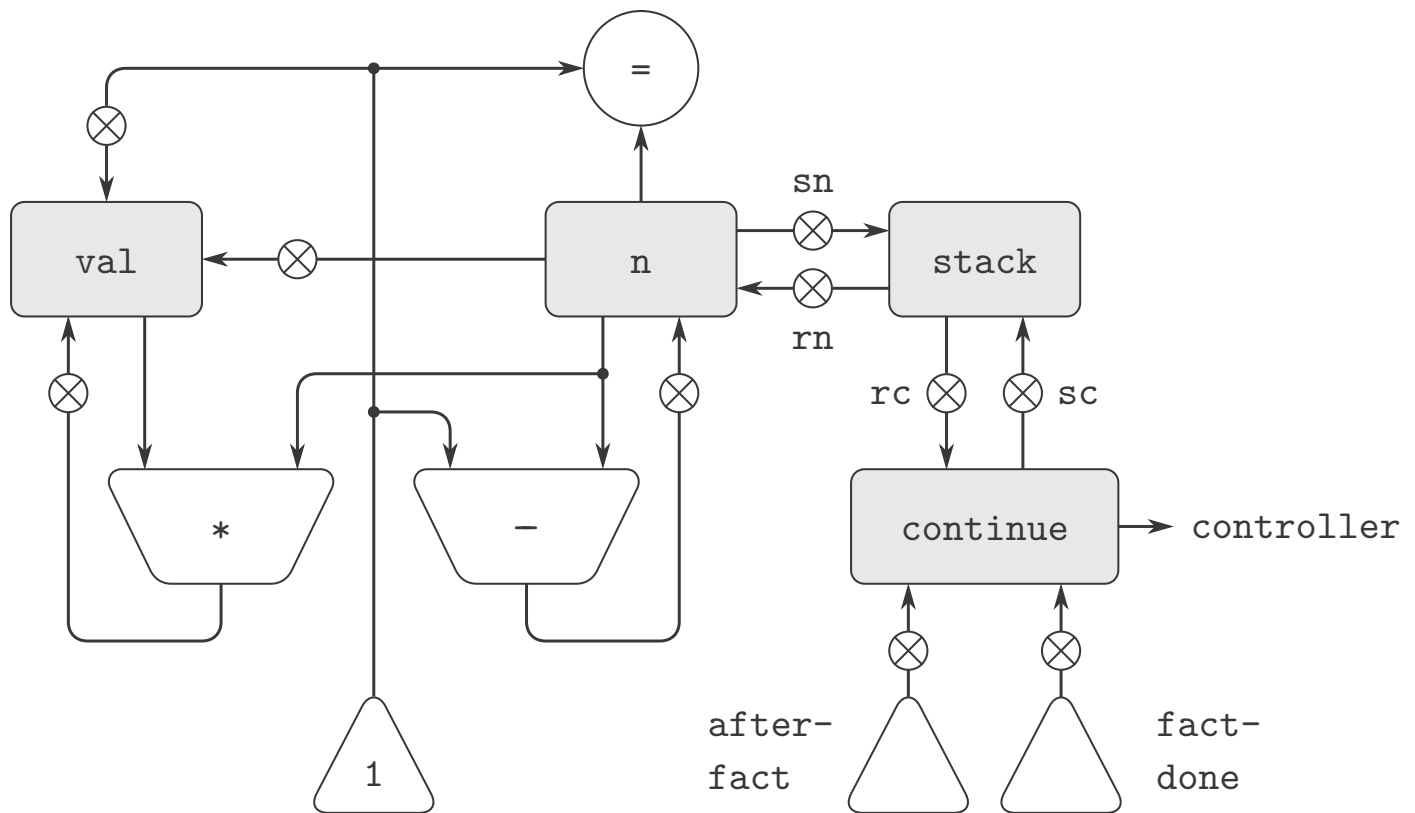 =
sn
val
n
stack
rn
rc
sc
*
−
continue
controller
after-
fact
fact-
done
1